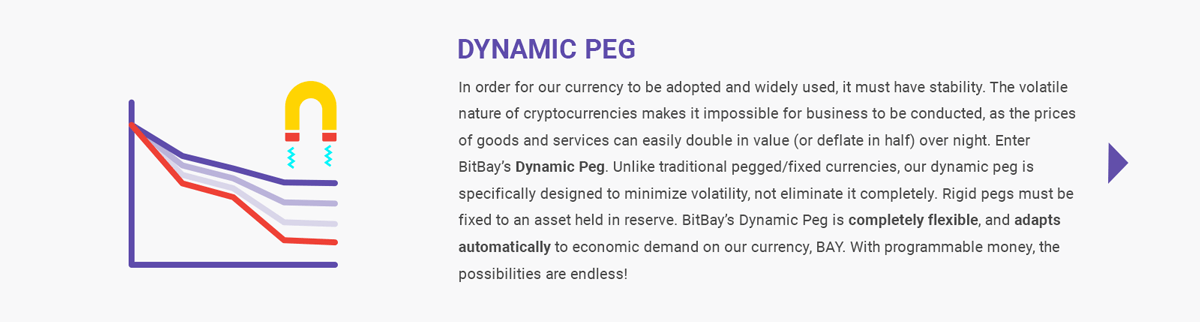 DYNAMIC PEG
In order for our currency to be adopted and widely used, it must have stability. The volatile
nature of cryptocurrencies makes it impossible for business to be conducted, as the prices
of goods and services can easily double in value (or deflate in half) over night. Enter
BitBay’s Dynamic Peg. Unlike traditional pegged/fixed currencies, our dynamic peg is
specifically designed to minimize volatility, not eliminate it completely. Rigid pegs must be
fixed to an asset held in reserve. BitBay’s Dynamic Peg is completely flexible, and adapts
automatically to economic demand on our currency, BAY. With programmable money, the
possibilities are endless!